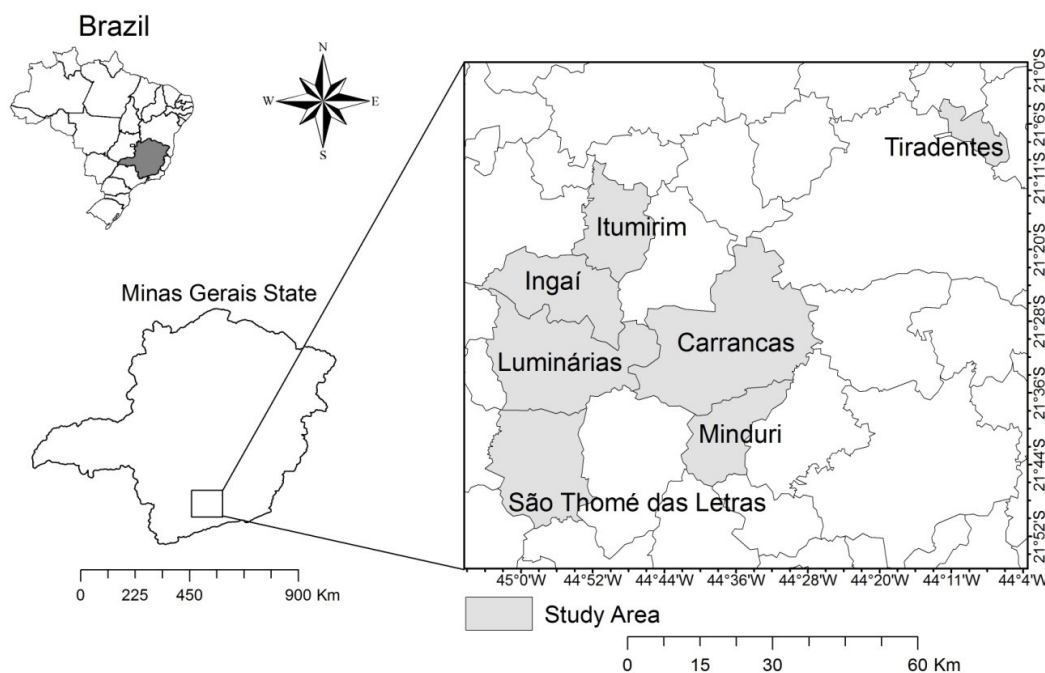 Brazil
N
W
E
S
Minas Gerais State
0 225 450 900 Km
Tiradentes
Itumirim
Ingaí
Carrancas
Luminárias
Minduri
São Thomé das Letras
21°0'S
21°6'S
21°11'S
21°20'S
21°28'S
21°36'S
21°44'S
21°52'S
45°0'W 44°52'W 44°44'W 44°36'W 44°28'W 44°20'W 44°11'W 44°4'W
Study Area
0 15 30 60 Km